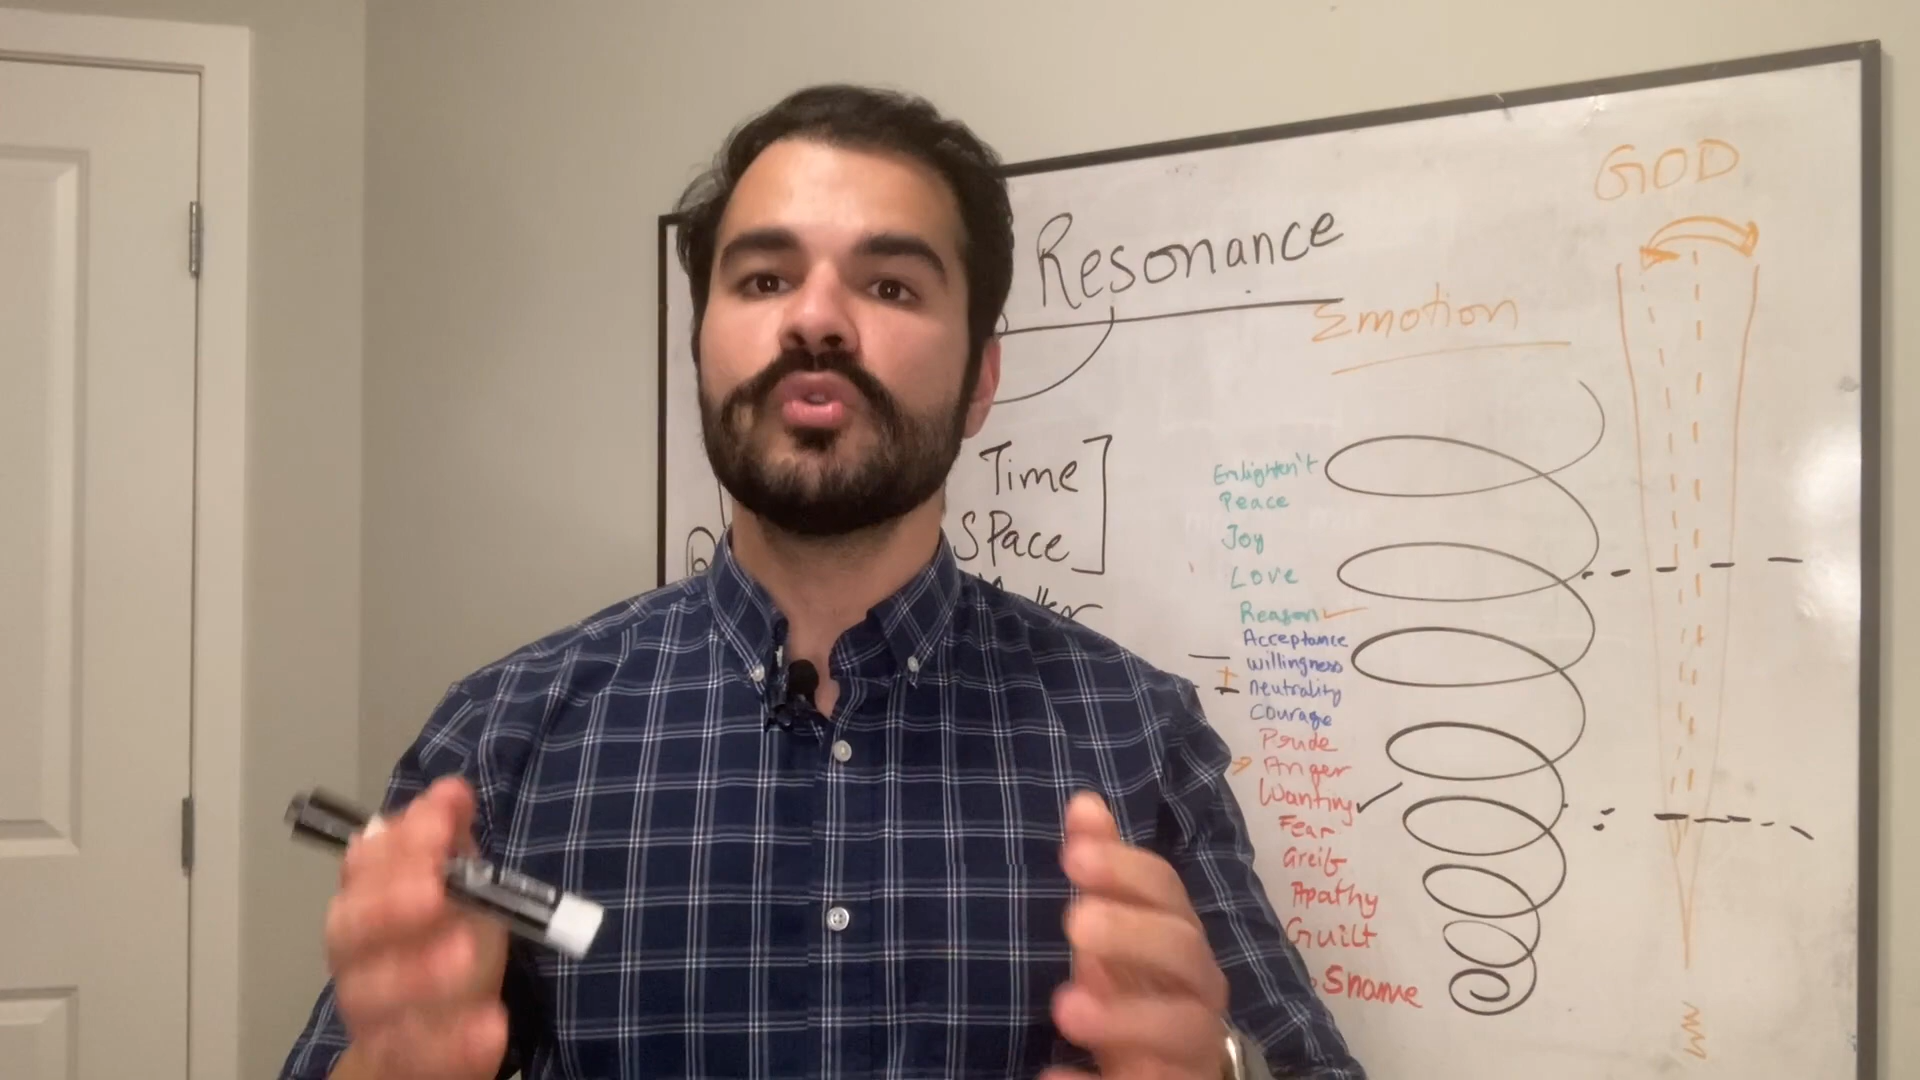 GOD
Resonance
Emotion
Time
SPace
Enlighten't
Peace
Joy
Love
Reason
Acceptance
willingness
neutrality
Courage
Prude
Anger
Wanting
Fear
Greif
Apathy
Guilt
Shame